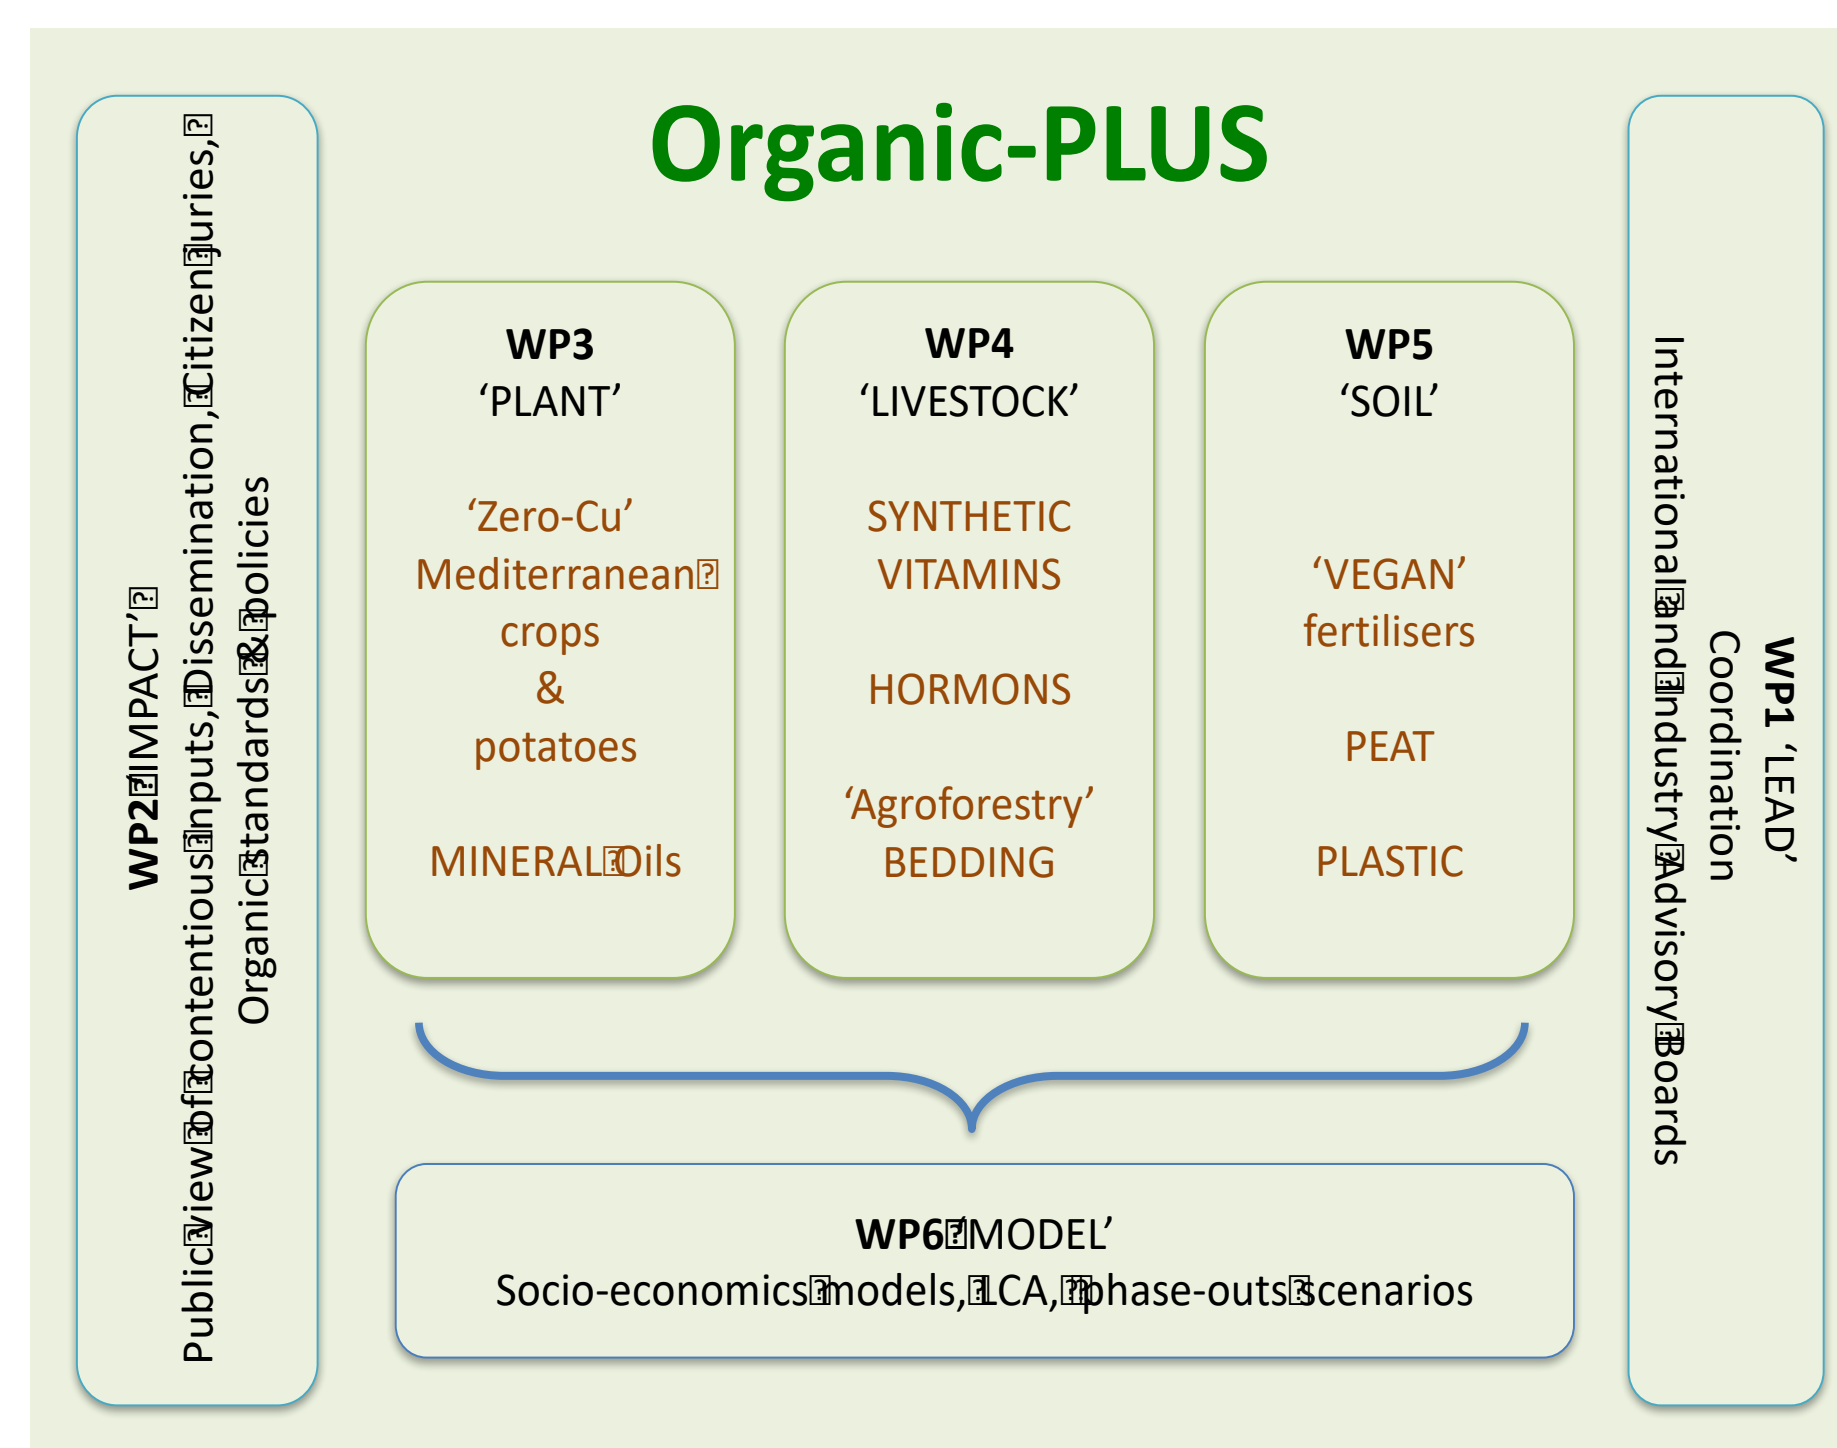 Organic-PLUS
WP2 ‘IMPACT’
Public view of contentious inputs, Dissemination, Citizen juries,
Organic standards & policies
WP3
‘PLANT’
‘Zero-Cu’
Mediterranean
crops
&
potatoes
MINERAL Oils
WP4
‘LIVESTOCK’
SYNTHETIC
VITAMINS
HORMONS
‘Agroforestry’
BEDDING
WP5
‘SOIL’
‘VEGAN’
fertilisers
PEAT
PLASTIC
WP1 ‘LEAD’
Coordination
International and Industry Advisory Boards
WP6 ‘MODEL’
Socio-economics models, LCA, phase-outs scenarios